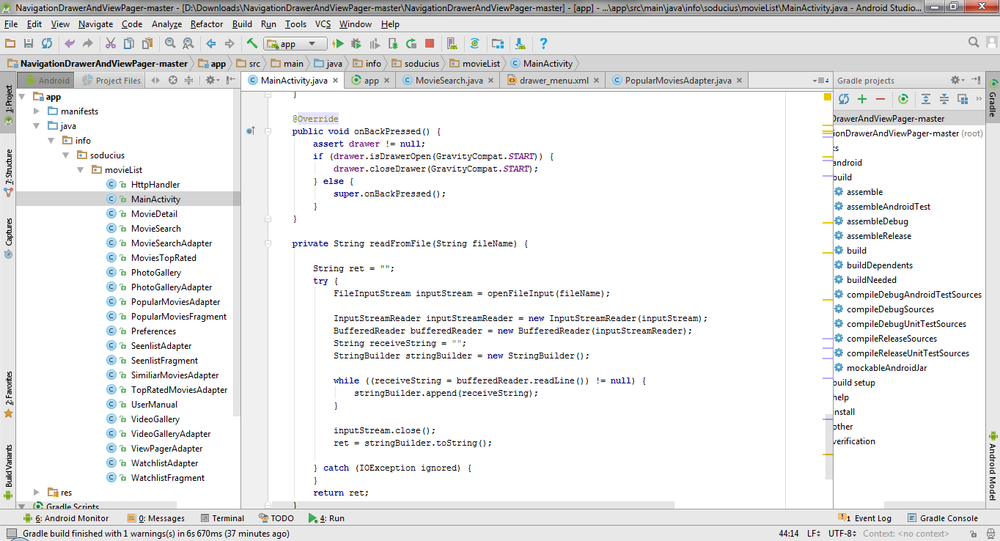 NavigationDrawerAndViewPager-master - [D:\Downloads\NavigationDrawerAndViewPager-master\NavigationDrawerAndViewPager-master] - [app] - ...\app\src\main\java\info\soducius\movieList\MainActivity.java - Android Studio...
File Edit View Navigate Code Analyze Refactor Build Run Tools VCS Window Help
app
NavigationDrawerAndViewPager-master app src main java info soducius movieList MainActivity
Android Project Files
MainActivity.java app MovieSearch.java drawer_menu.xml PopularMoviesAdapter.java
4
Gradle projects
1: Project
7: Structure
Captures
2: Favorites
Build Variants
app
manifests
java
info
soducius
movieList
HttpHandler
MainActivity
MovieDetail
MovieSearch
MovieSearchAdapter
MoviesTopRated
PhotoGallery
PhotoGalleryAdapter
PopularMoviesAdapter
PopularMoviesFragment
Preferences
SeenlistAdapter
SeenlistFragment
SimiliarMoviesAdapter
TopRatedMoviesAdapter
UserManual
VideoGallery
VideoGalleryAdapter
ViewPagerAdapter
WatchlistAdapter
WatchlistFragment
res
Gradle Scripts
}
@Override
public void onBackPressed() {
assert drawer != null;
if (drawer.isDrawerOpen(GravityCompat.START)) {
drawer.closeDrawer(GravityCompat.START);
} else {
super.onBackPressed();
}
}
private String readFromFile(String fileName) {
String ret = "";
try {
FileInputStream inputStream = openFileInput(fileName);
InputStreamReader inputStreamReader = new InputStreamReader(inputStream);
BufferedReader bufferedReader = new BufferedReader(inputStreamReader);
String receiveString = "";
StringBuilder stringBuilder = new StringBuilder();
while ((receiveString = bufferedReader.readLine()) != null) {
stringBuilder.append(receiveString);
}
inputStream.close();
ret = stringBuilder.toString();
} catch (IOException ignored) {
}
return ret;
}
DrawerAndViewPager-master
ionDrawerAndViewPager-master (root)
ks
android
build
assemble
assembleAndroidTest
assembleDebug
assembleRelease
build
buildDependents
buildNeeded
compileDebugAndroidTestSources
compileDebugSources
compileDebugUnitTestSources
compileReleaseSources
compileReleaseUnitTestSources
mockableAndroidJar
build setup
help
install
other
verification
Gradle
Android Model
6: Android Monitor 0: Messages Terminal TODO 4: Run 1 Event Log Gradle Console
Gradle build finished with 1 warnings(s) in 6s 670ms (37 minutes ago) 44:14 LF UTF-8 Context: <no context>